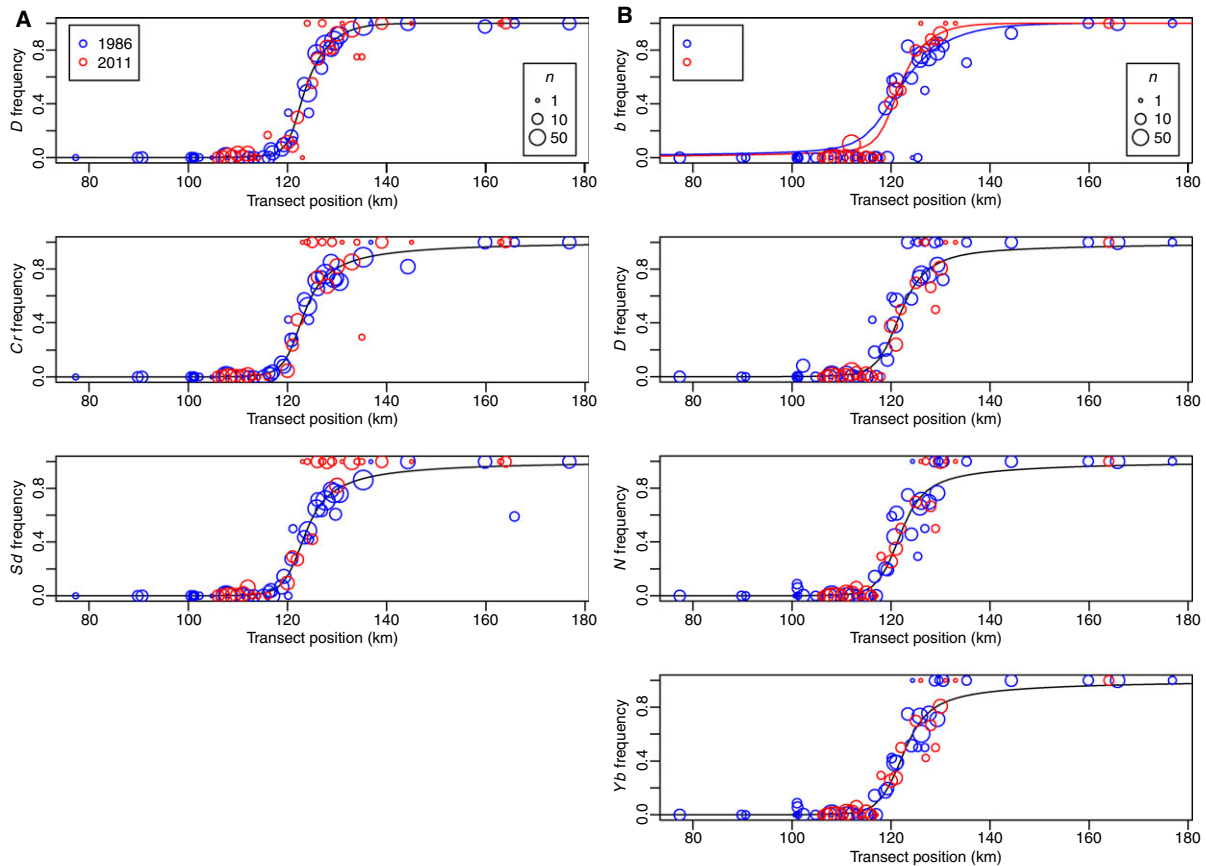 A
D frequency
0.0 0.4 0.8
1986
2011
n
1
10
50
80 100 120 140 160 180
Transect position (km)
Cr frequency
0.0 0.4 0.8
80 100 120 140 160 180
Transect position (km)
Sd frequency
0.0 0.4 0.8
80 100 120 140 160 180
Transect position (km)
B
b frequency
0.0 0.4 0.8
n
1
10
50
80 100 120 140 160 180
Transect position (km)
D frequency
0.0 0.4 0.8
80 100 120 140 160 180
Transect position (km)
N frequency
0.0 0.4 0.8
80 100 120 140 160 180
Transect position (km)
Yb frequency
0.0 0.4 0.8
80 100 120 140 160 180
Transect position (km)